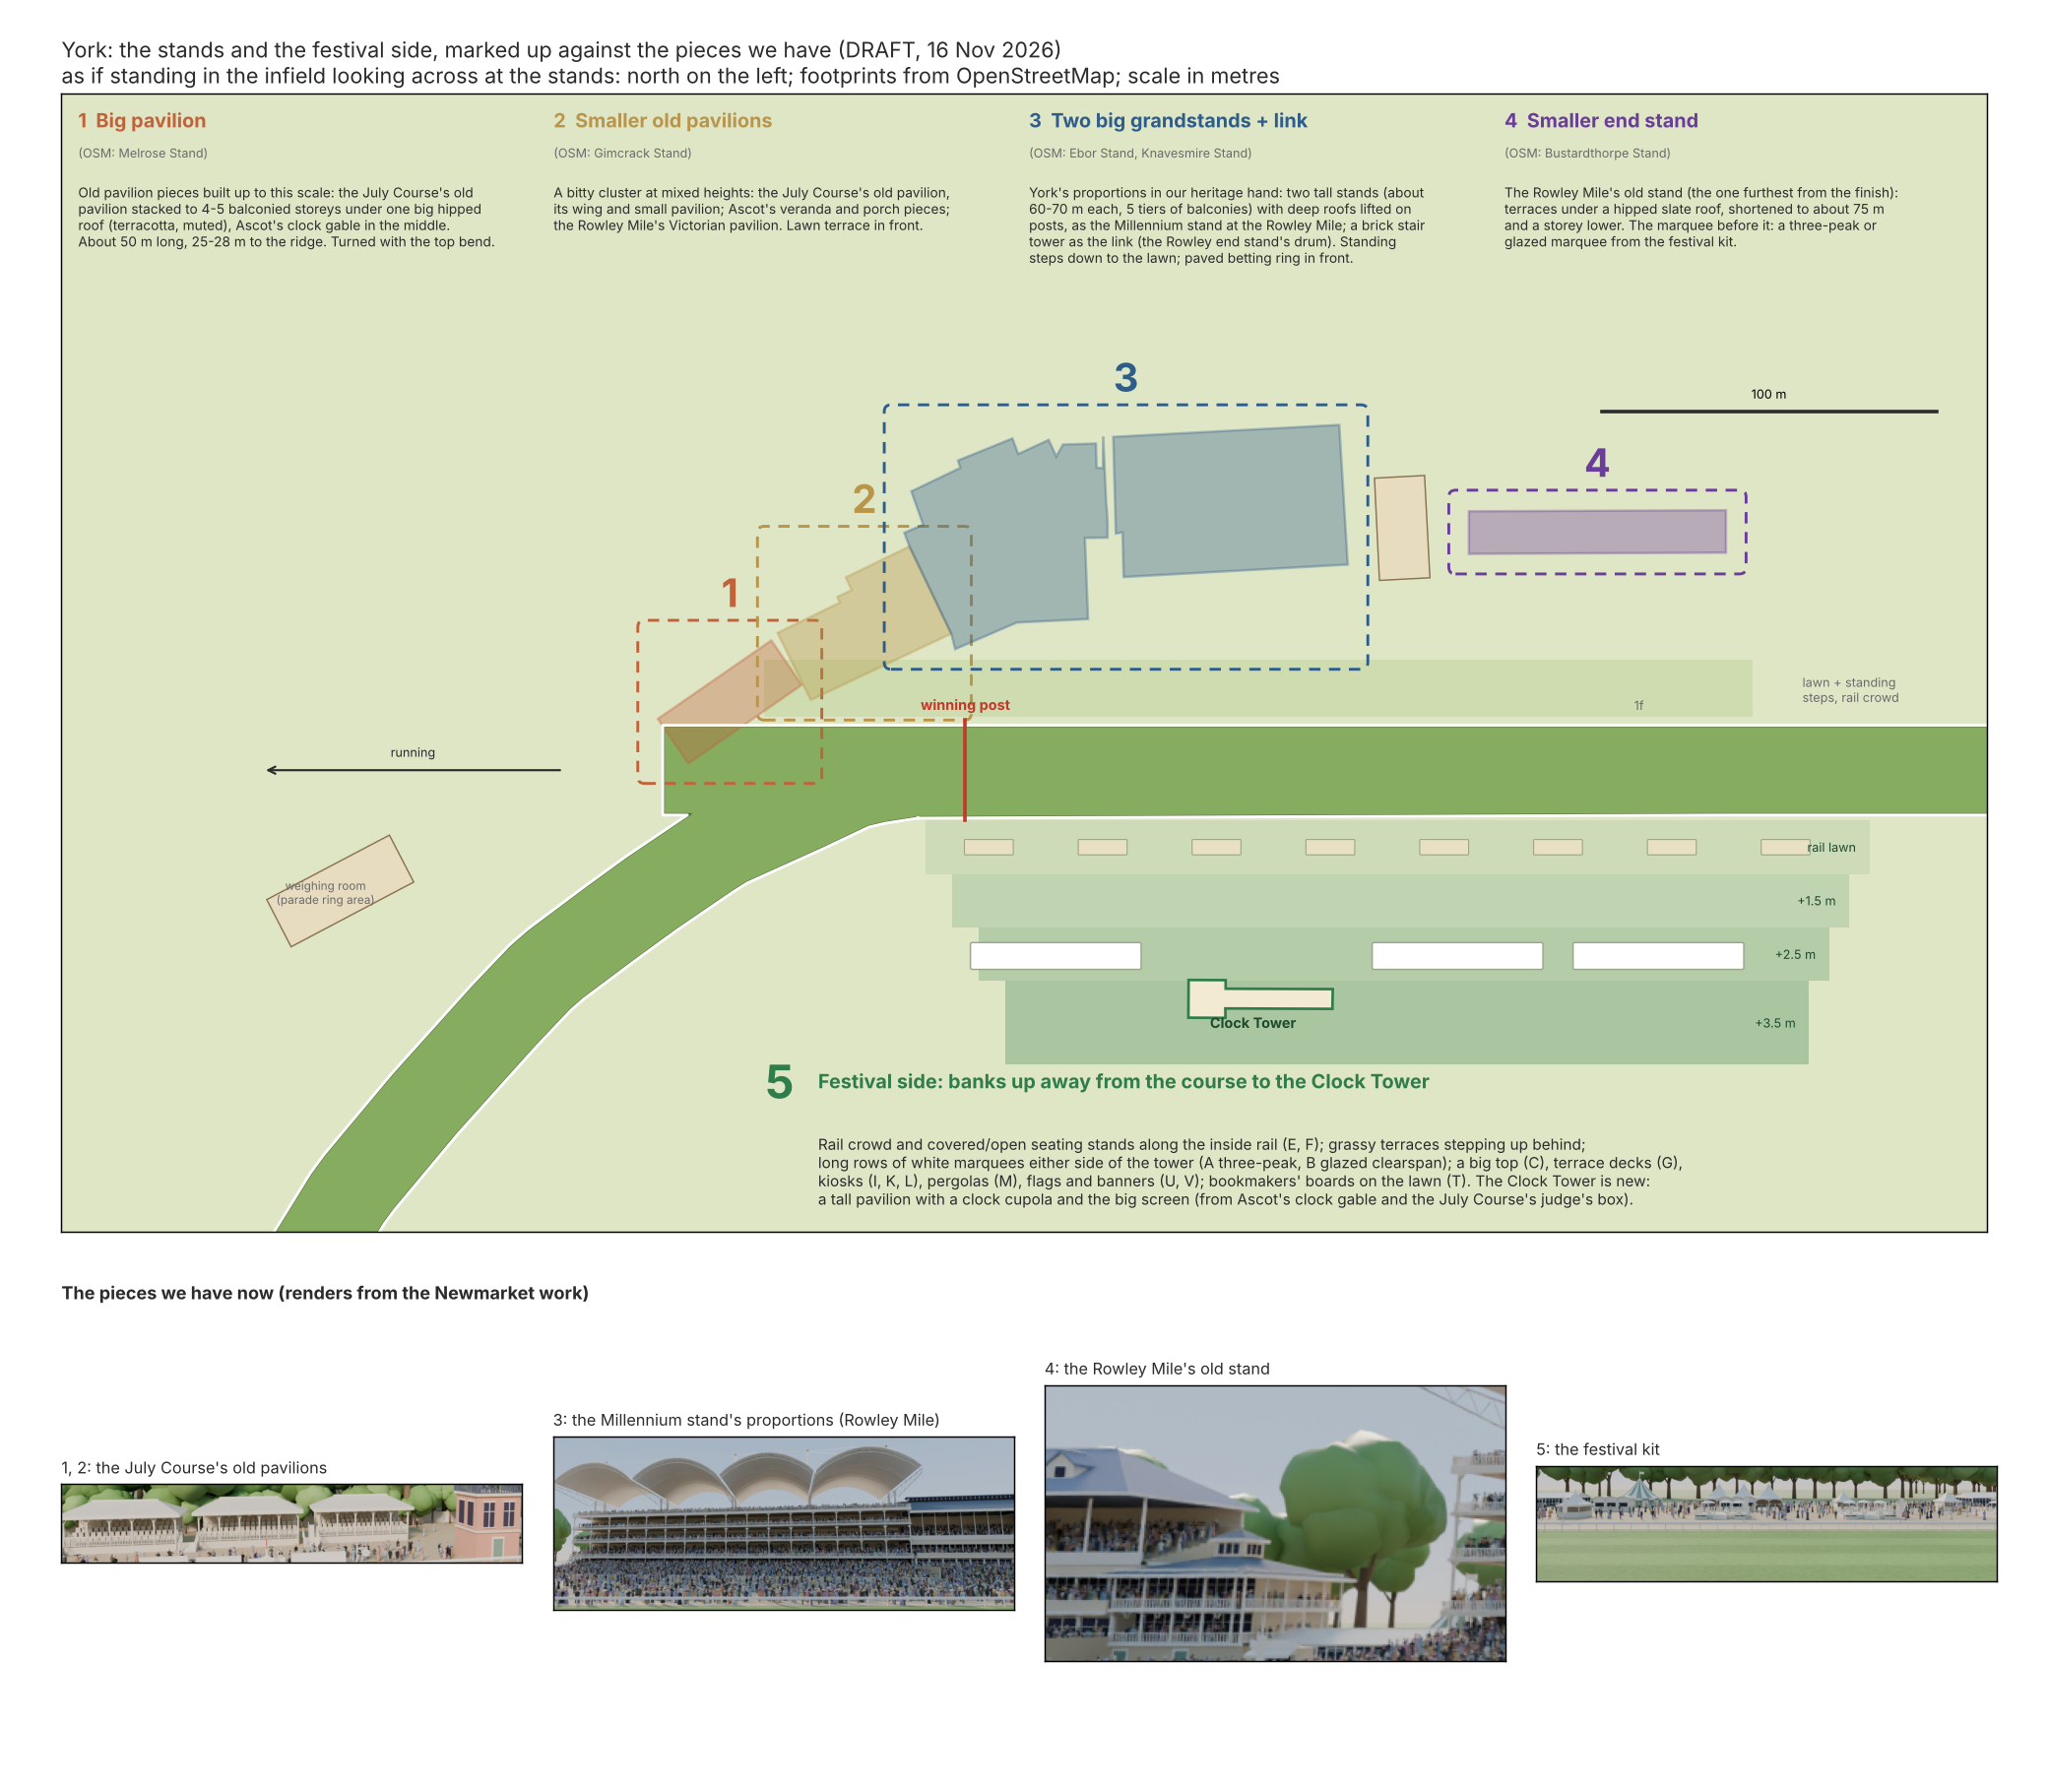 York: the stands and the festival side, marked up against the pieces we have (DRAFT, 16 Nov 2026)
as if standing in the infield looking across at the stands: north on the left; footprints from OpenStreetMap; scale in metres
1 Big pavilion
(OSM: Melrose Stand)
Old pavilion pieces built up to this scale: the July Course's old
pavilion stacked to 4-5 balconied storeys under one big hipped
roof (terracotta, muted), Ascot's clock gable in the middle.
About 50 m long, 25-28 m to the ridge. Turned with the top bend.
2 Smaller old pavilions
(OSM: Gimcrack Stand)
A bitty cluster at mixed heights: the July Course's old pavilion,
its wing and small pavilion; Ascot's veranda and porch pieces;
the Rowley Mile's Victorian pavilion. Lawn terrace in front.
3 Two big grandstands + link
(OSM: Ebor Stand, Knavesmire Stand)
York's proportions in our heritage hand: two tall stands (about
60-70 m each, 5 tiers of balconies) with deep roofs lifted on
posts, as the Millennium stand at the Rowley Mile; a brick stair
tower as the link (the Rowley end stand's drum). Standing
steps down to the lawn; paved betting ring in front.
4 Smaller end stand
(OSM: Bustardthorpe Stand)
The Rowley Mile's old stand (the one furthest from the finish):
terraces under a hipped slate roof, shortened to about 75 m
and a storey lower. The marquee before it: a three-peak or
glazed marquee from the festival kit.
3
100 m
4
2
1
lawn + standing
steps, rail crowd
winning post
1f
running
rail lawn
weighing room
(parade ring area)
+1.5 m
+2.5 m
Clock Tower
+3.5 m
5 Festival side: banks up away from the course to the Clock Tower
Rail crowd and covered/open seating stands along the inside rail (E, F); grassy terraces stepping up behind;
long rows of white marquees either side of the tower (A three-peak, B glazed clearspan); a big top (C), terrace decks (G),
kiosks (I, K, L), pergolas (M), flags and banners (U, V); bookmakers' boards on the lawn (T). The Clock Tower is new:
a tall pavilion with a clock cupola and the big screen (from Ascot's clock gable and the July Course's judge's box).
The pieces we have now (renders from the Newmarket work)
1, 2: the July Course's old pavilions
3: the Millennium stand's proportions (Rowley Mile)
4: the Rowley Mile's old stand
5: the festival kit